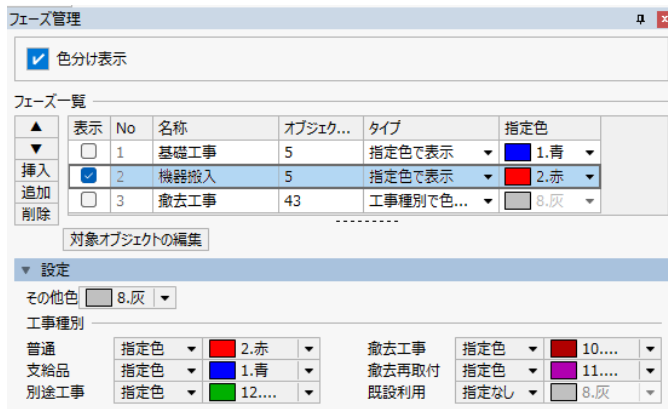 フェーズ管理
色分け表示
フェーズ一覧
▲ 表示 No 名称 オブジェク... タイプ 指定色
▼ 1 基礎工事 5 指定色で表示 1.青
挿入 2 機器搬入 5 指定色で表示 2.赤
追加 3 撤去工事 43 工事種別で色... 8.灰
削除
対象オブジェクトの編集
設定
その他色 8.灰
工事種別
普通 指定色 2.赤 撤去工事 指定色 10....
支給品 指定色 1.青 撤去再取付 指定色 11....
別途工事 指定色 12.... 既設利用 指定なし 8.灰